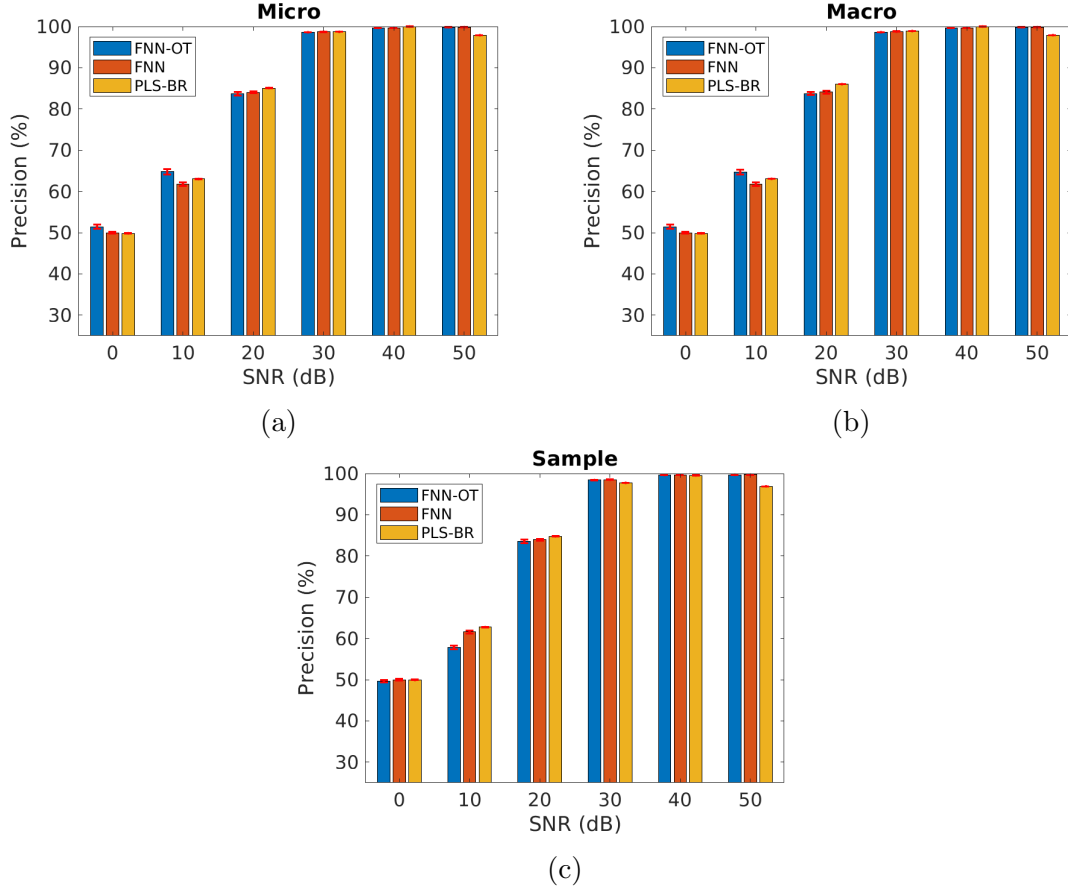 Micro
Precision (%)
100
90
80
70
60
50
40
30
FNN-OT
FNN
PLS-BR
0 10 20 30 40 50
SNR (dB)
(a)
Macro
Precision (%)
100
90
80
70
60
50
40
30
FNN-OT
FNN
PLS-BR
0 10 20 30 40 50
SNR (dB)
(b)
Sample
Precision (%)
100
90
80
70
60
50
40
30
FNN-OT
FNN
PLS-BR
0 10 20 30 40 50
SNR (dB)
(c)